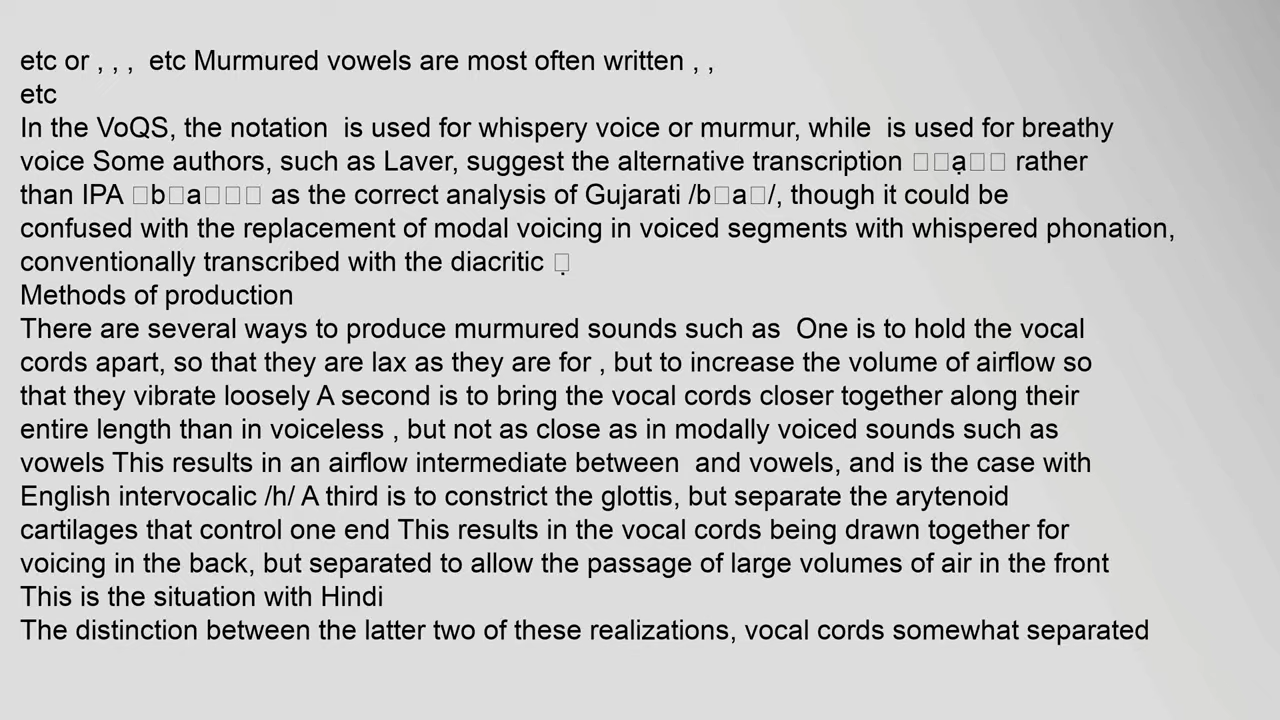 etc or , , ,  etc Murmured vowels are most often written , ,
etc
In the VoQS, the notation  is used for whispery voice or murmur, while  is used for breathy
voice Some authors, such as Laver, suggest the alternative transcription □□ạ□□ rather
than IPA □b□a□□□ as the correct analysis of Gujarati /b□a□/, though it could be
confused with the replacement of modal voicing in voiced segments with whispered phonation,
conventionally transcribed with the diacritic □̣
Methods of production
There are several ways to produce murmured sounds such as  One is to hold the vocal
cords apart, so that they are lax as they are for , but to increase the volume of airflow so
that they vibrate loosely A second is to bring the vocal cords closer together along their
entire length than in voiceless , but not as close as in modally voiced sounds such as
vowels This results in an airflow intermediate between  and vowels, and is the case with
English intervocalic /h/ A third is to constrict the glottis, but separate the arytenoid
cartilages that control one end This results in the vocal cords being drawn together for
voicing in the back, but separated to allow the passage of large volumes of air in the front
This is the situation with Hindi
The distinction between the latter two of these realizations, vocal cords somewhat separated